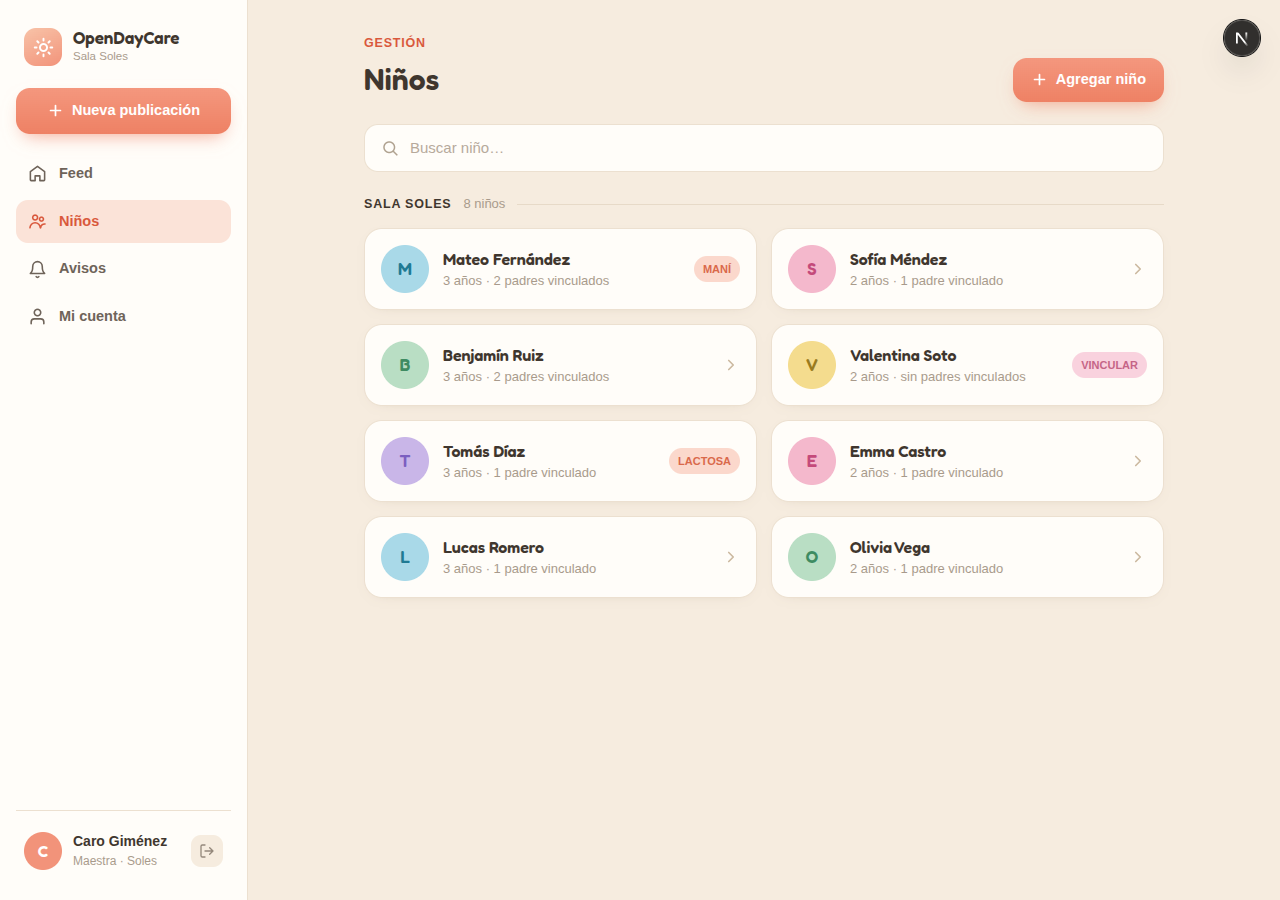 OpenDayCare
Sala Soles
Nueva publicación
Feed
Niños
Avisos
Mi cuenta
C
Caro Giménez
Maestra · Soles
GESTIÓN
Niños
Agregar niño
Buscar niño…
SALA SOLES 8 niños
M
Mateo Fernández
3 años · 2 padres vinculados
MANÍ
S
Sofía Méndez
2 años · 1 padre vinculado
B
Benjamín Ruiz
3 años · 2 padres vinculados
V
Valentina Soto
2 años · sin padres vinculados
VINCULAR
T
Tomás Díaz
3 años · 1 padre vinculado
LACTOSA
E
Emma Castro
2 años · 1 padre vinculado
L
Lucas Romero
3 años · 1 padre vinculado
O
Olivia Vega
2 años · 1 padre vinculado
N